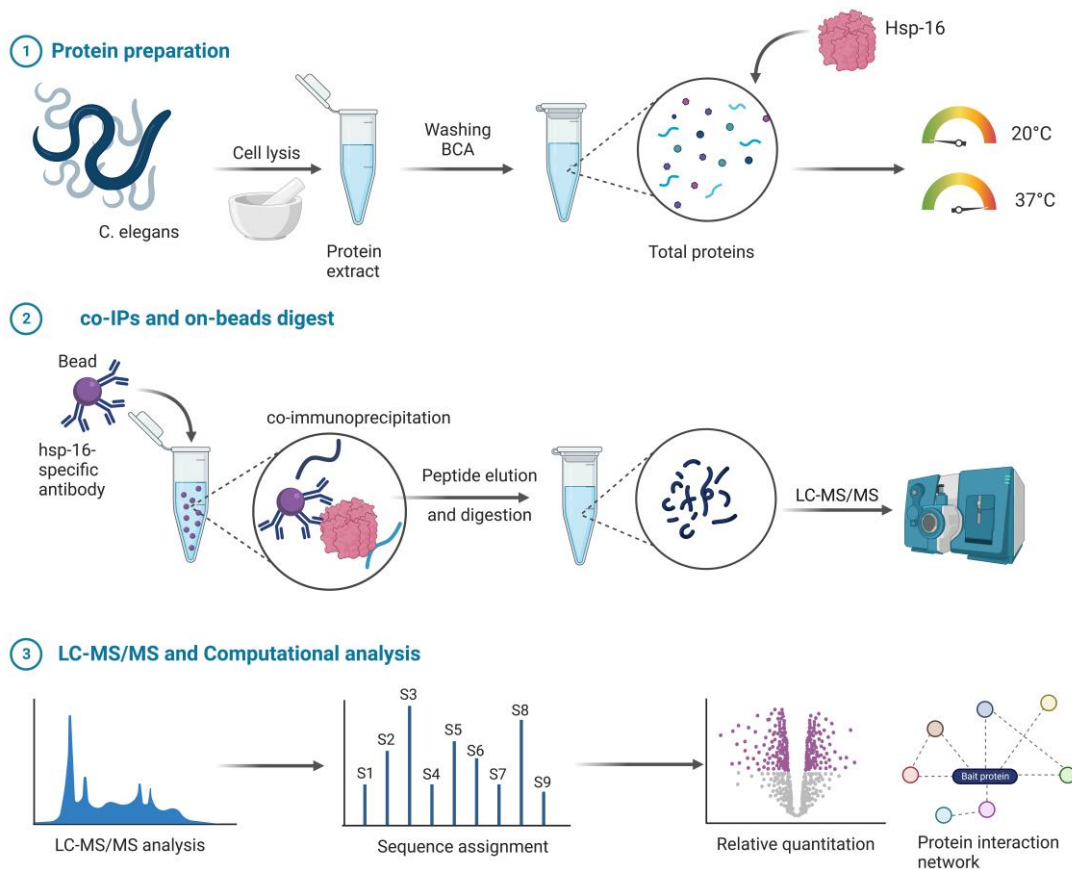 1 Protein preparation
Hsp-16
Cell lysis
Washing
BCA
20°C
37°C
C. elegans
Protein
extract
Total proteins
2 co-IPs and on-beads digest
Bead
hsp-16-
specific
antibody
co-immunoprecipitation
Peptide elution
and digestion
LC-MS/MS
3 LC-MS/MS and Computational analysis
S1
S2
S3
S4
S5
S6
S7
S8
S9
Bait protein
LC-MS/MS analysis
Sequence assignment
Relative quantitation
Protein interaction
network